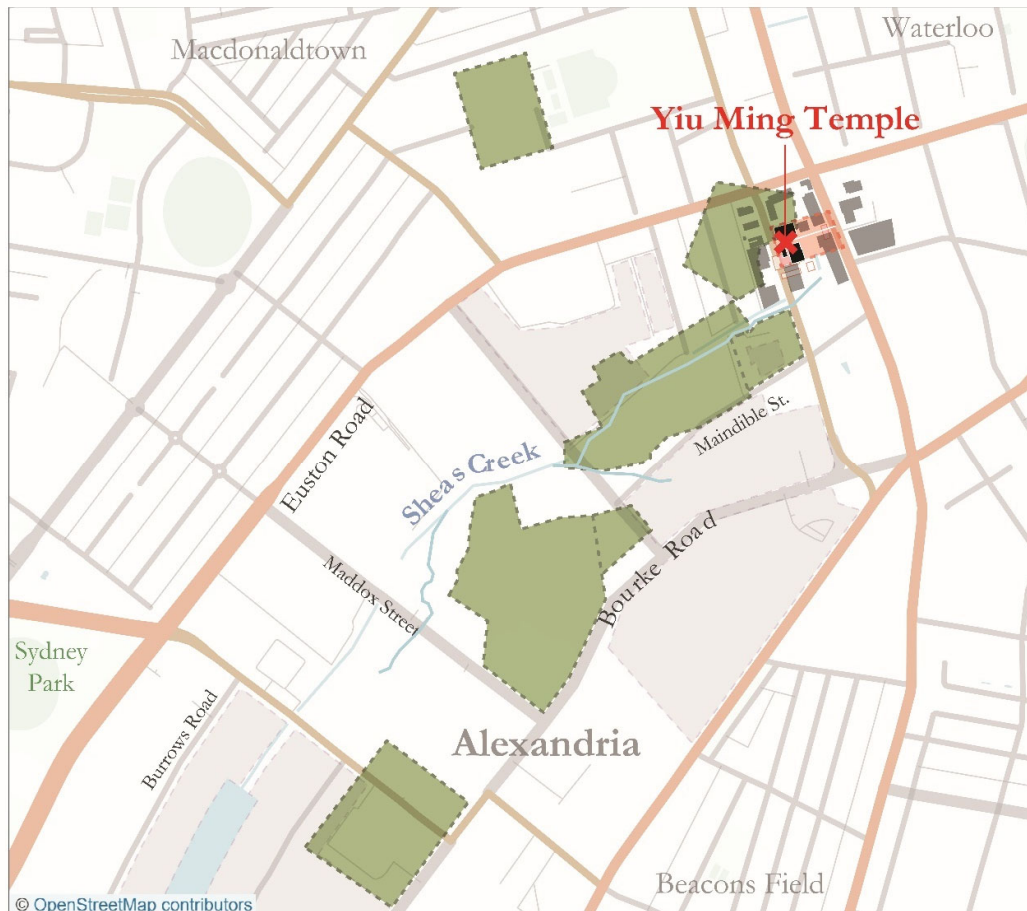 Macdonaldtown
Waterloo
Yiu Ming Temple
Euston Road
Sheas Creek
Maindible St.
Bourke Road
Maddox Street
Sydney
Park
Burrows Road
Alexandria
Beacons Field
© OpenStreetMap contributors